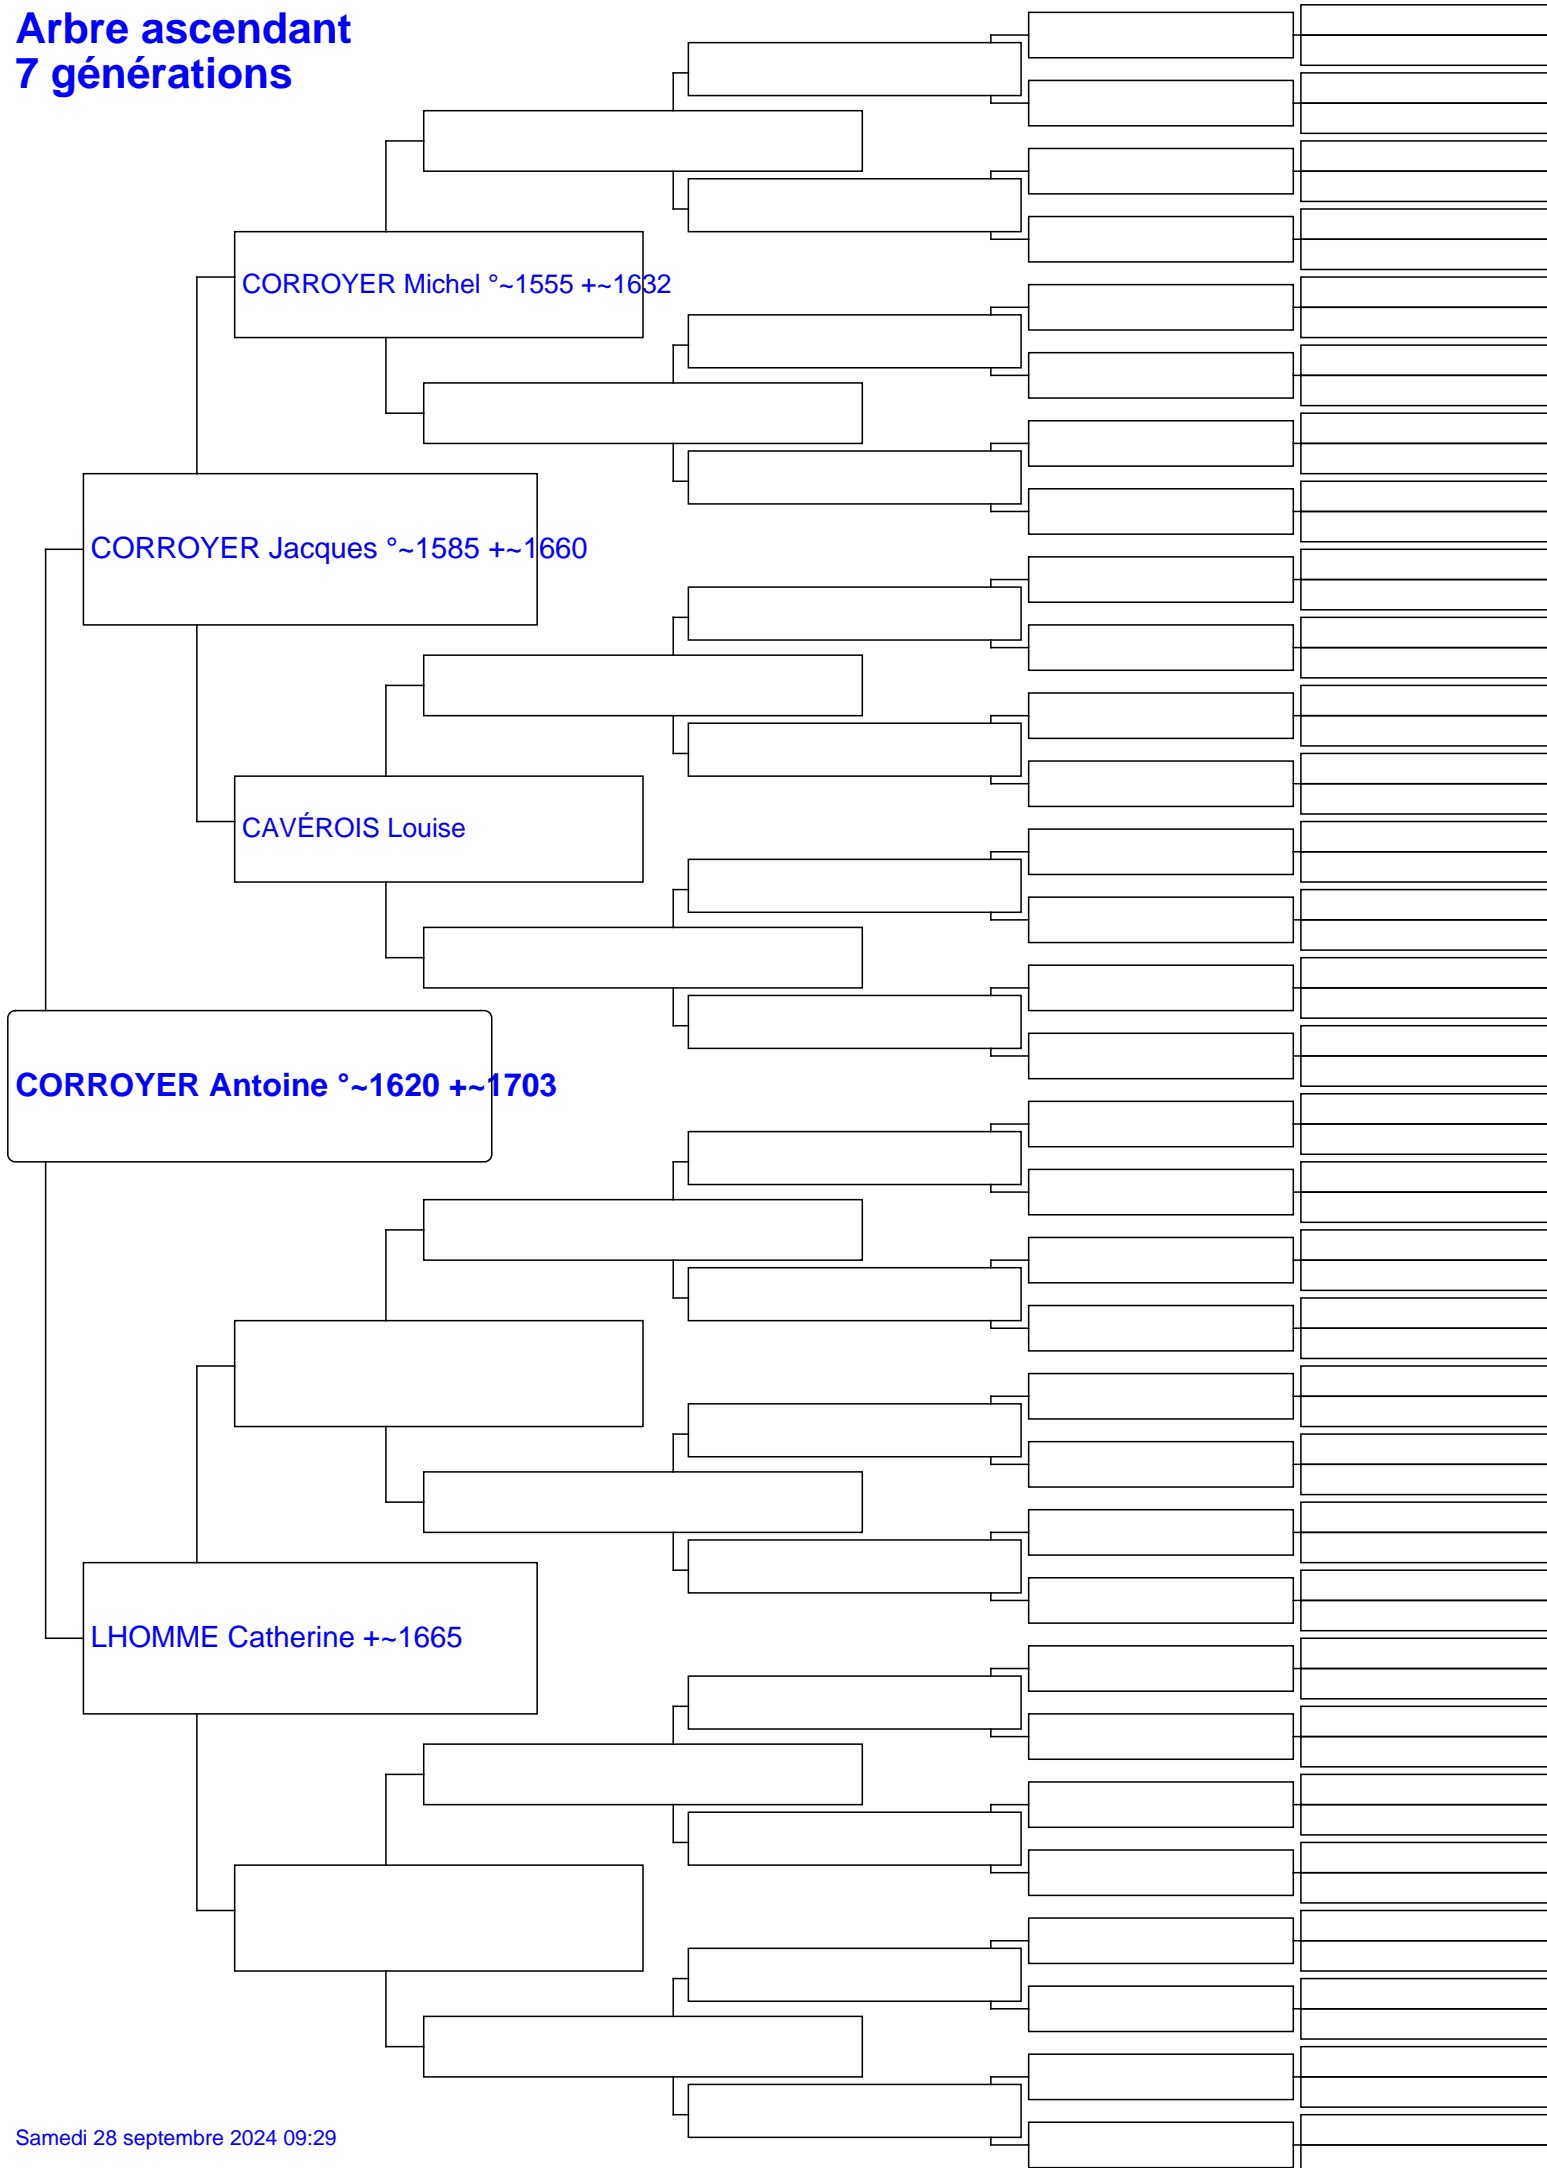 Arbre ascendant
7 générations
CORROYER Michel °~1555 +~1632
CORROYER Jacques °~1585 +~1660
CAVÉROIS Louise
CORROYER Antoine °~1620 +~1703
LHOMME Catherine +~1665
Samedi 28 septembre 2024 09:29